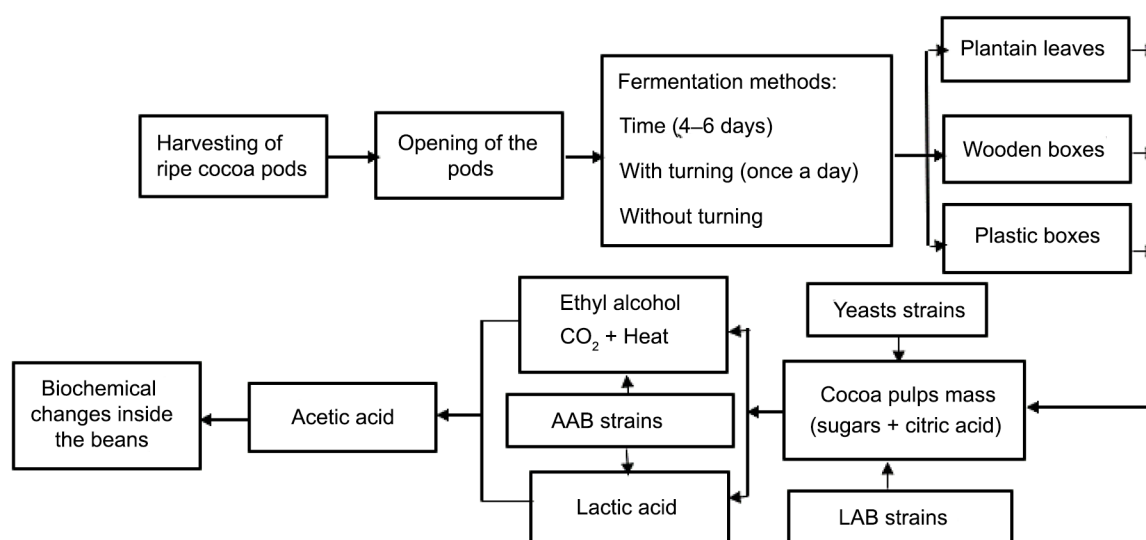 Harvesting of
ripe cocoa pods
Opening of the
pods
Fermentation methods:
Time (4–6 days)
With turning (once a day)
Without turning
Plantain leaves
Wooden boxes
Plastic boxes
Yeasts strains
Cocoa pulps mass
(sugars + citric acid)
LAB strains
Ethyl alcohol
CO₂ + Heat
AAB strains
Lactic acid
Acetic acid
Biochemical
changes inside
the beans